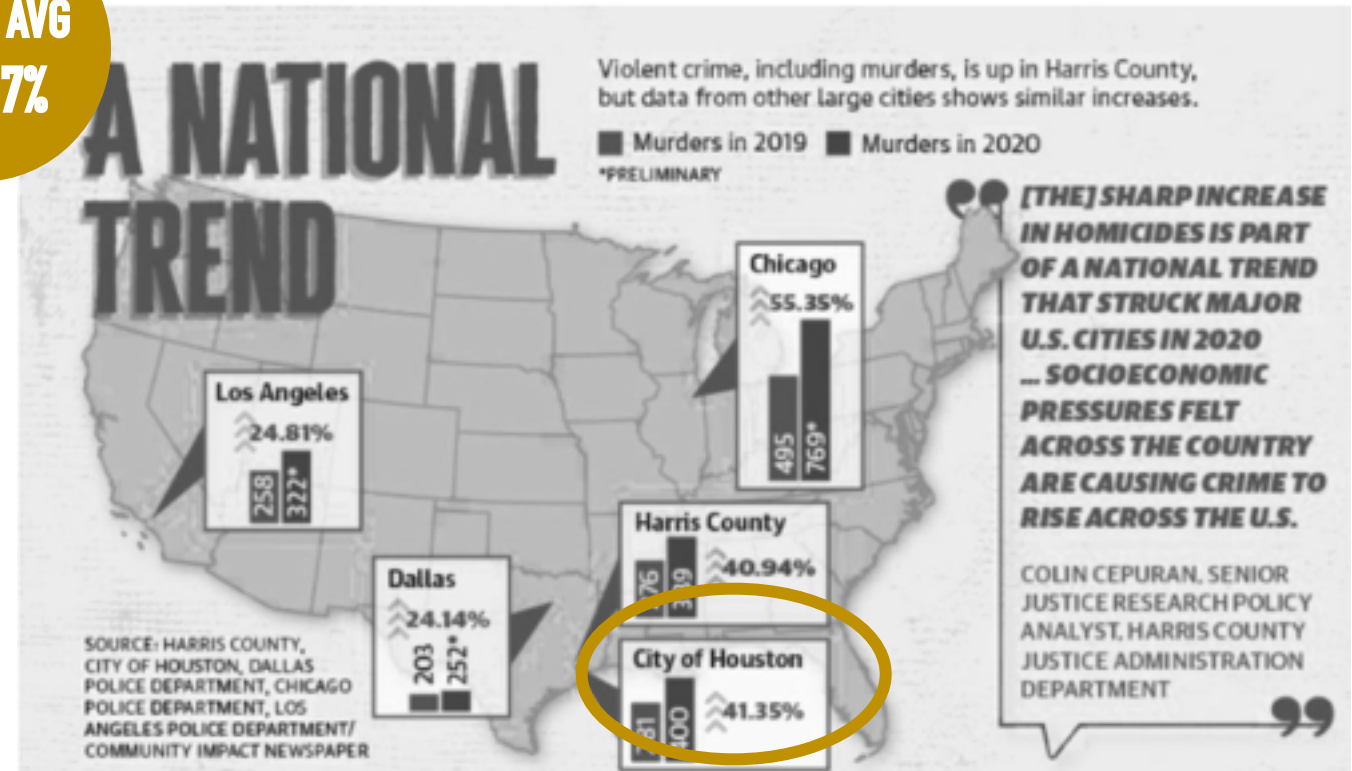 AVG
7%
A NATIONAL
TREND
Violent crime, including murders, is up in Harris County,
but data from other large cities shows similar increases.
Murders in 2019 Murders in 2020
*PRELIMINARY
[THE] SHARP INCREASE
IN HOMICIDES IS PART
OF A NATIONAL TREND
THAT STRUCK MAJOR
U.S. CITIES IN 2020
... SOCIOECONOMIC
PRESSURES FELT
ACROSS THE COUNTRY
ARE CAUSING CRIME TO
RISE ACROSS THE U.S.
COLIN CEPURAN, SENIOR
JUSTICE RESEARCH POLICY
ANALYST, HARRIS COUNTY
JUSTICE ADMINISTRATION
DEPARTMENT
Chicago
55.35%
495
769*
Los Angeles
24.81%
258
322*
Harris County
40.94%
Dallas
24.14%
203
252*
City of Houston
41.35%
400
SOURCE: HARRIS COUNTY,
CITY OF HOUSTON, DALLAS
POLICE DEPARTMENT, CHICAGO
POLICE DEPARTMENT, LOS
ANGELES POLICE DEPARTMENT/
COMMUNITY IMPACT NEWSPAPER